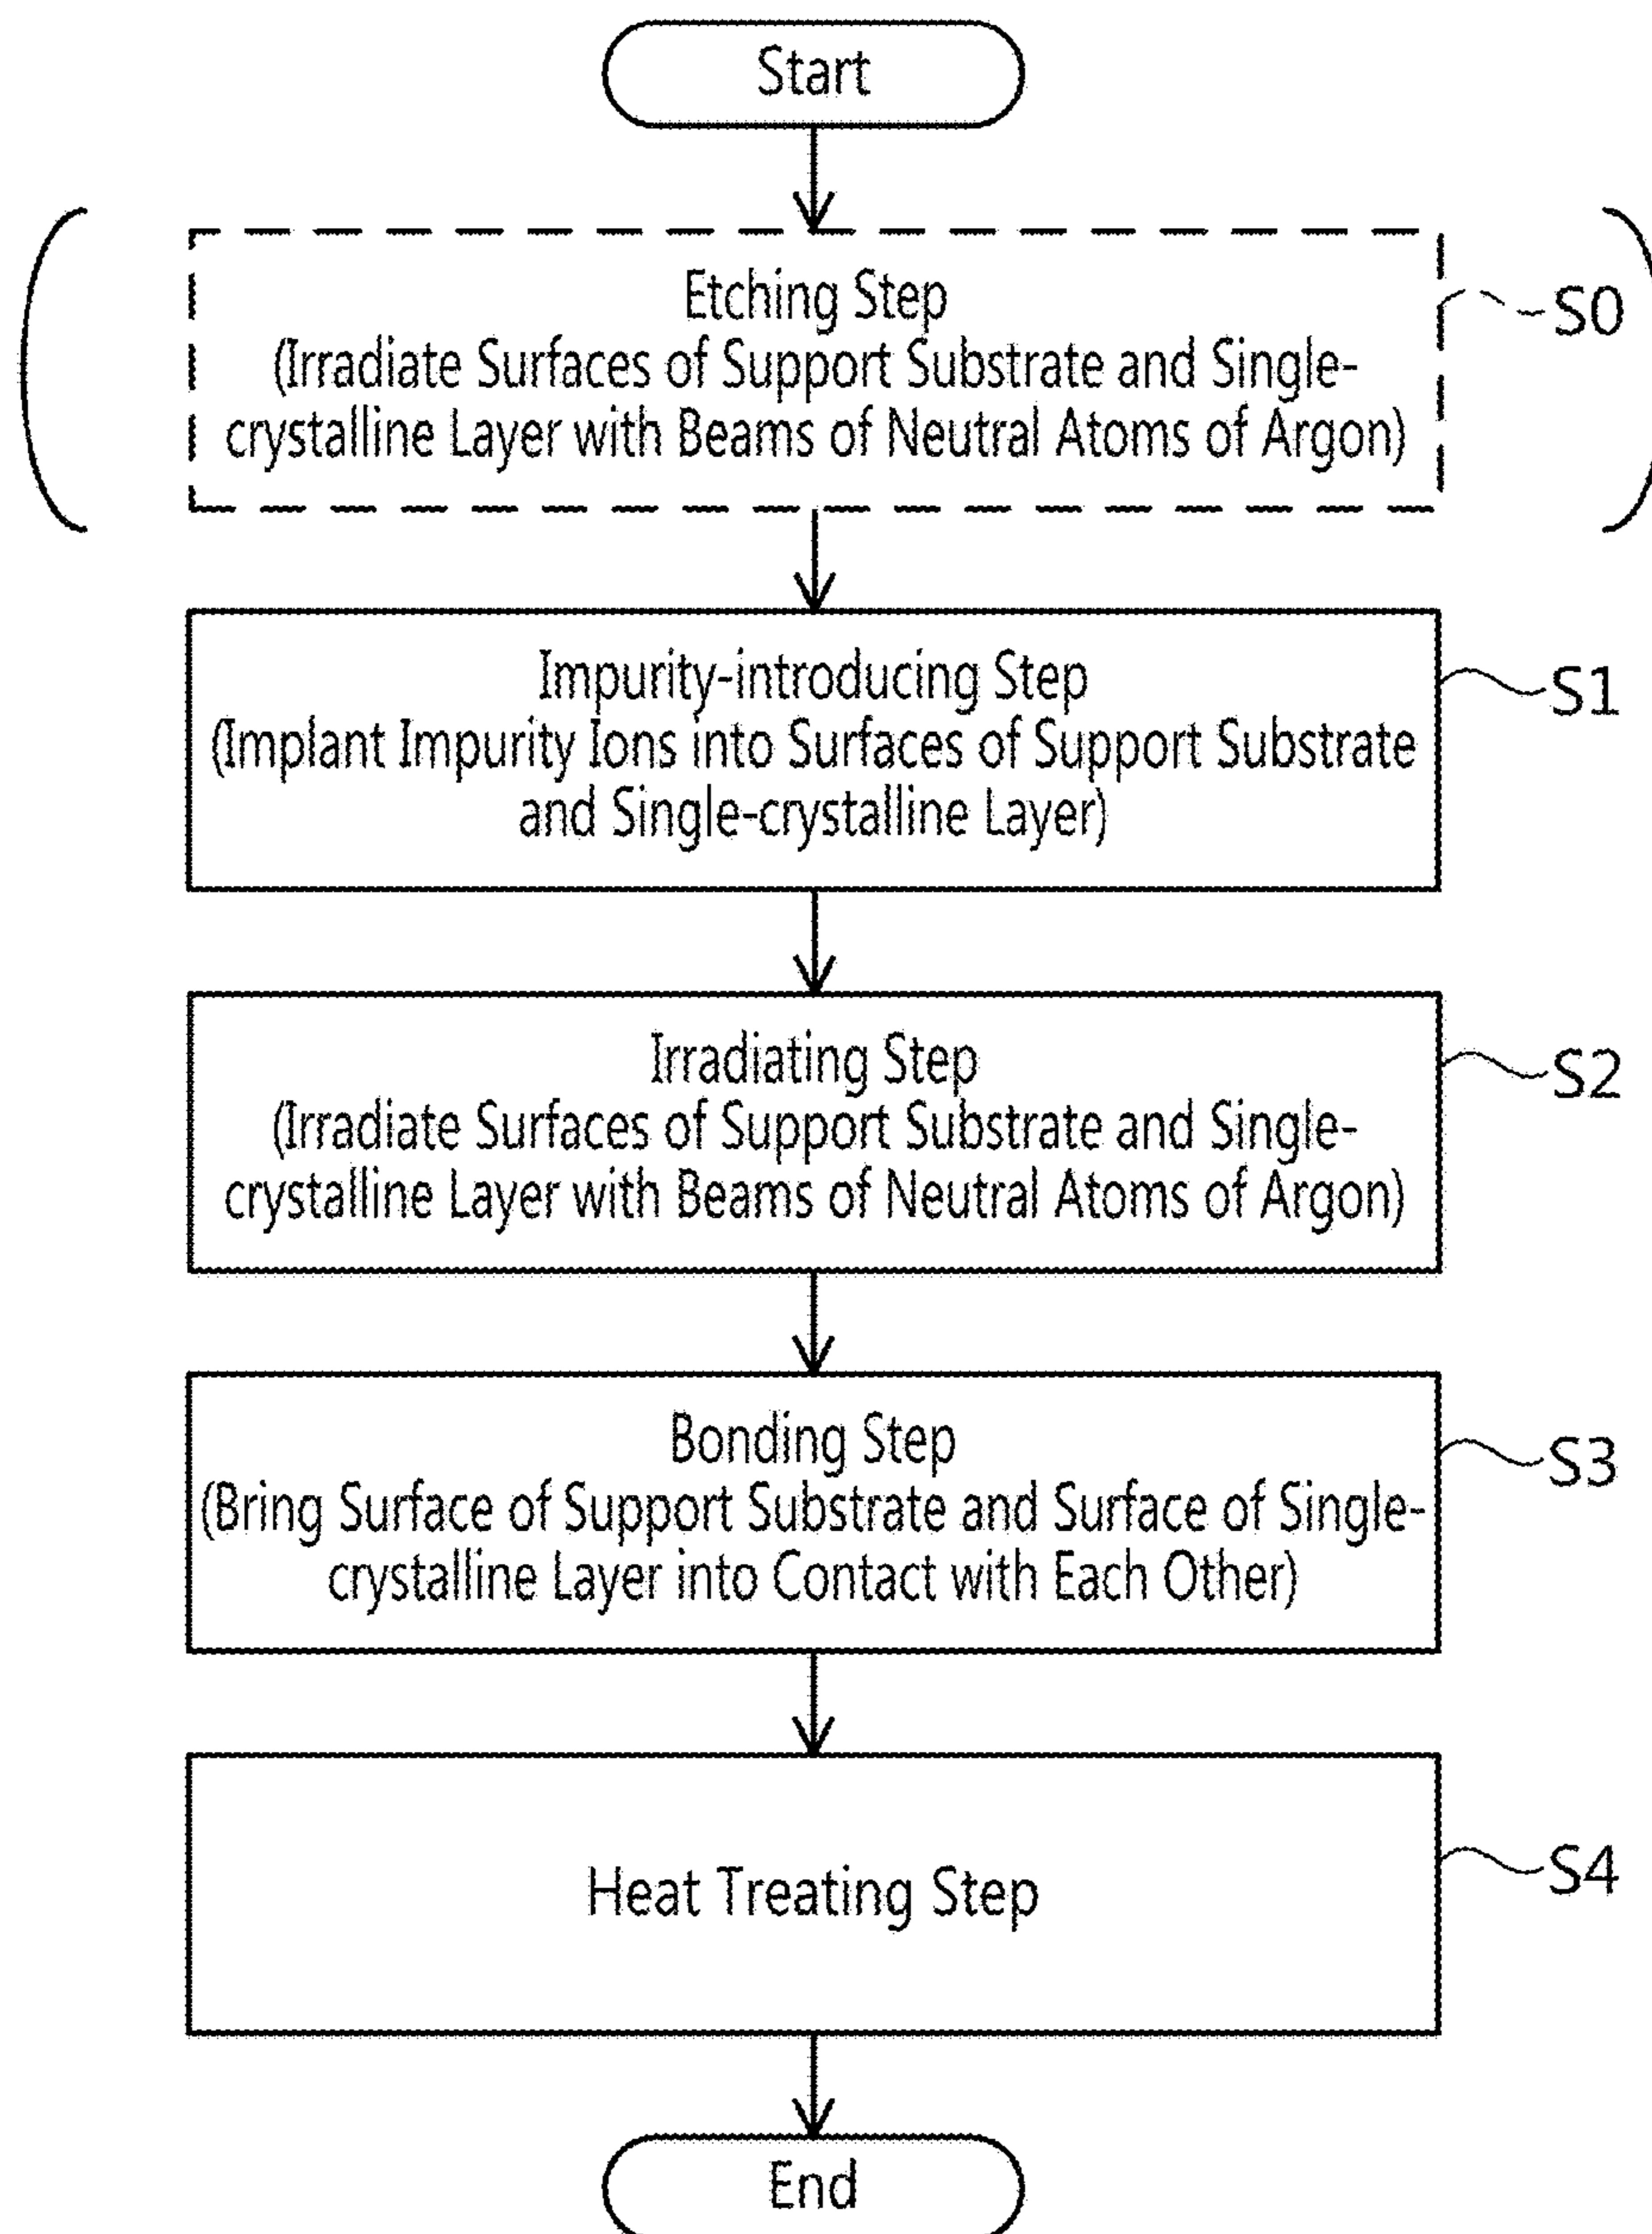 Start
Etching Step
(Irradiate Surfaces of Support Substrate and Single-
crystalline Layer with Beams of Neutral Atoms of Argon)
S0
Impurity-introducing Step
(Implant Impurity Ions into Surfaces of Support Substrate
and Single-crystalline Layer)
S1
Irradiating Step
(Irradiate Surfaces of Support Substrate and Single-
crystalline Layer with Beams of Neutral Atoms of Argon)
S2
Bonding Step
(Bring Surface of Support Substrate and Surface of Single-
crystalline Layer into Contact with Each Other)
S3
Heat Treating Step
S4
End